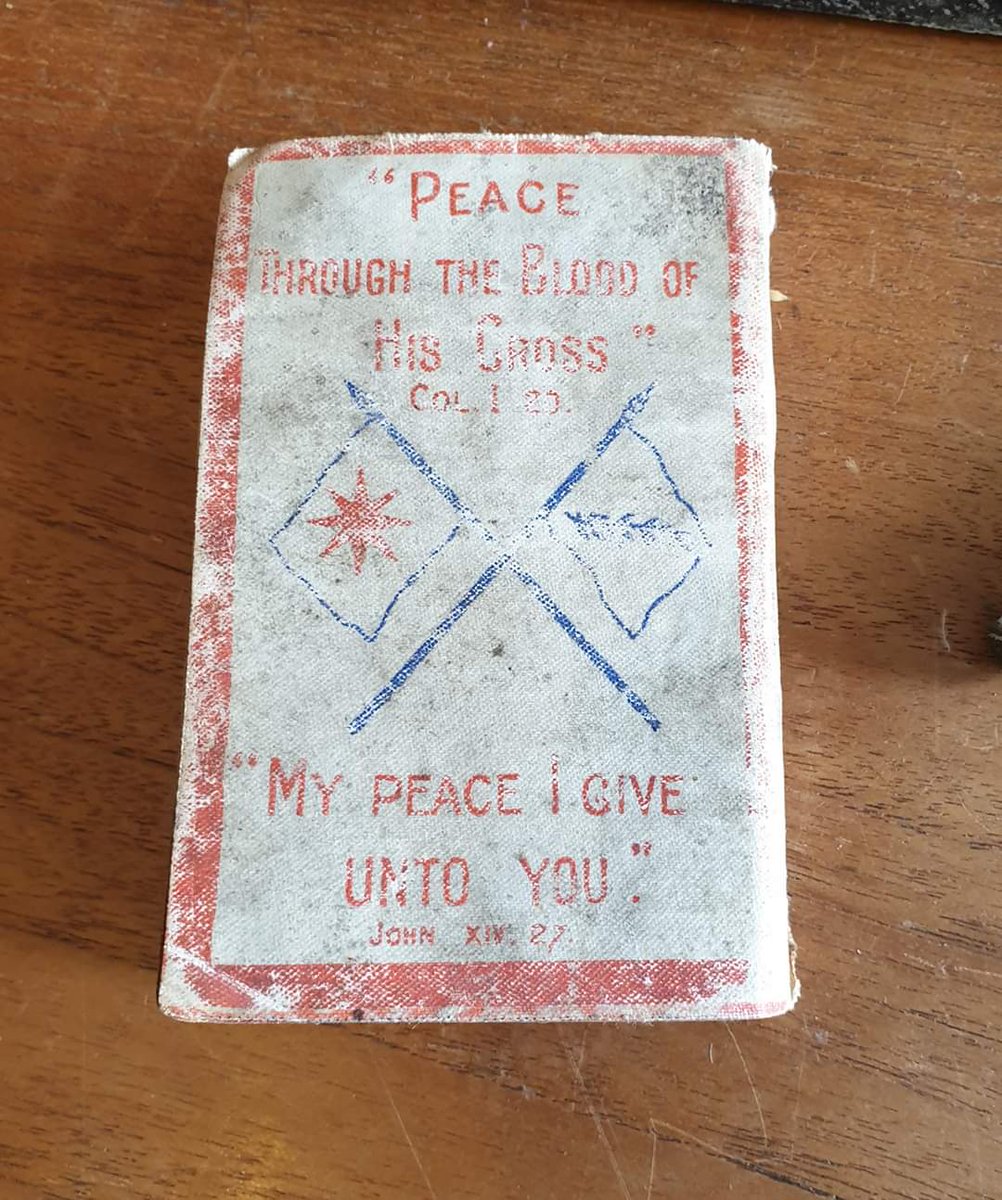 "PEACE
THROUGH THE BLOOD OF
HIS CROSS"
COL. I 20.
"MY PEACE I GIVE
UNTO YOU."
JOHN XIV. 27.